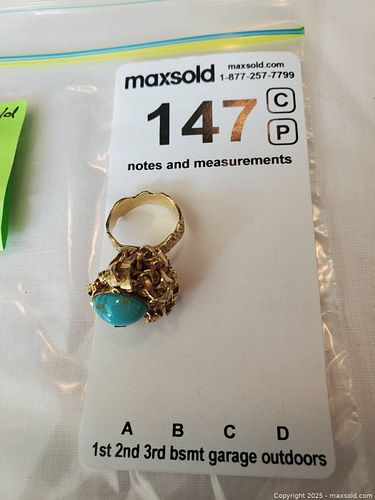 maxsold
maxsold.com
1-877-257-7799
147
C
P
notes and measurements
A B C D
1st 2nd 3rd bsmt garage outdoors
Copyright 2025 - maxsold.com